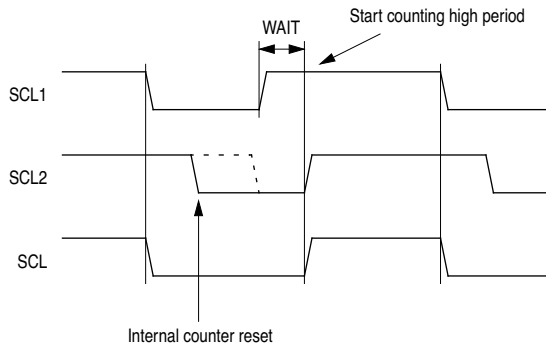 WAIT
Start counting high period
SCL1
SCL2
SCL
Internal counter reset